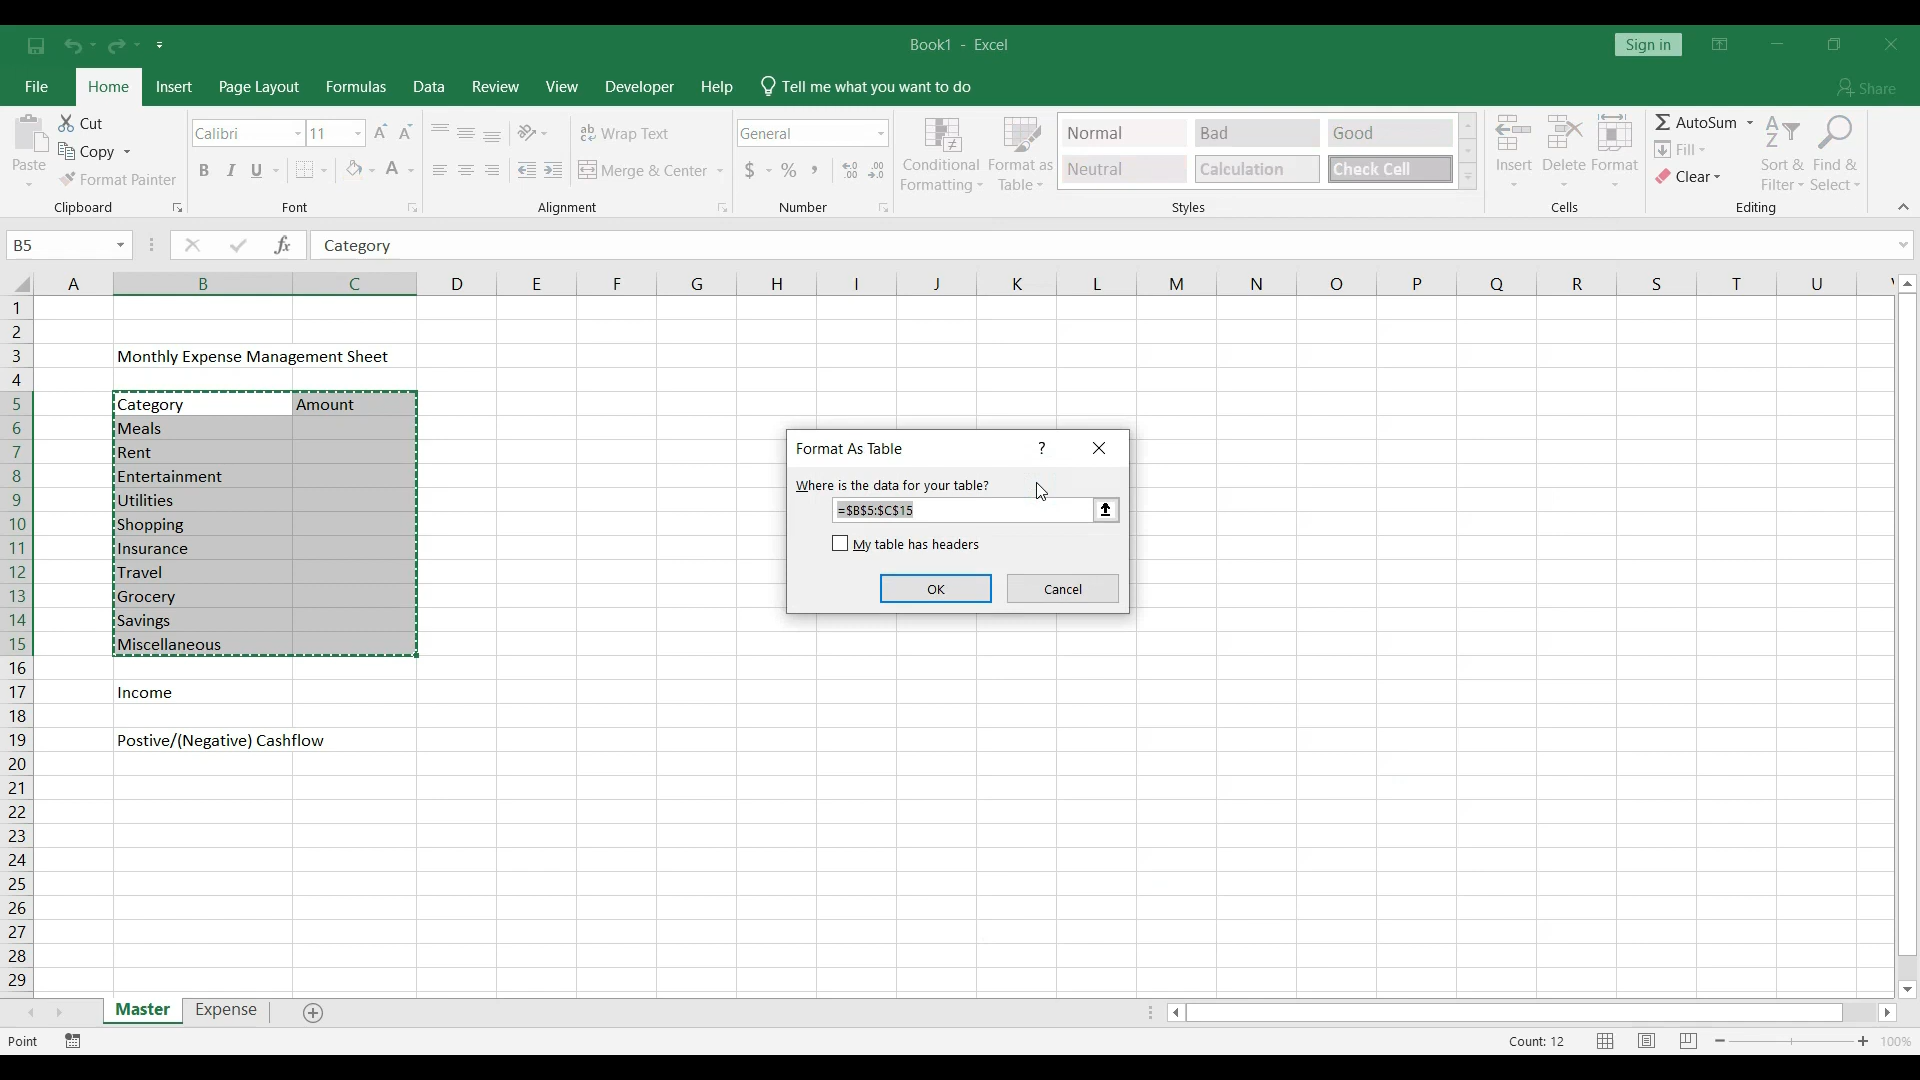 Book1 - Excel
Sign in
File Home Insert Page Layout Formulas Data Review View Developer Help Tell me what you want to do Share
Paste
Cut
Copy
Format Painter
Clipboard
Calibri 11
B I U A
Font
Wrap Text
Merge & Center
Alignment
General
$ % ,
Number
Conditional Formatting
Format as Table
Normal Bad Good
Neutral Calculation Check Cell
Styles
Insert Delete Format
Cells
AutoSum
Fill
Clear
Sort & Filter
Find & Select
Editing
B5 fx Category
A B C D E F G H I J K L M N O P Q R S T U
1
2
3 Monthly Expense Management Sheet
4
5 Category Amount
6 Meals
7 Rent
8 Entertainment
9 Utilities
10 Shopping
11 Insurance
12 Travel
13 Grocery
14 Savings
15 Miscellaneous
16
17 Income
18
19 Postive/(Negative) Cashflow
20
21
22
23
24
25
26
27
28
29
Format As Table ?
Where is the data for your table?
=$B$5:$C$15
My table has headers
OK Cancel
Master Expense
Point Count: 12 100%